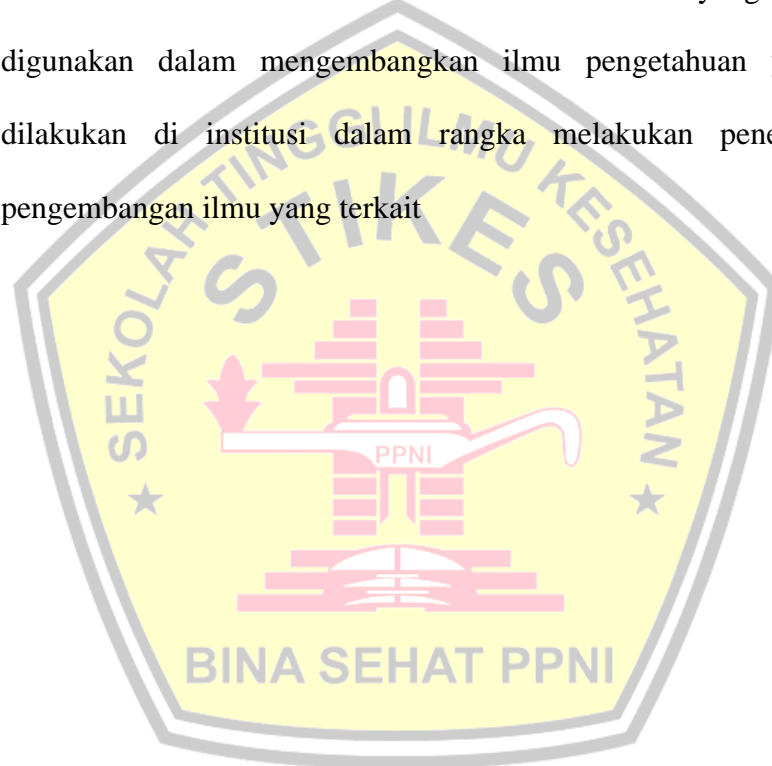 yang
digunakan dalam mengembangkan ilmu pengetahuan
dilakukan di institusi dalam rangka melakukan
pengembangan ilmu yang terkait
SEKOLAH TINGGI ILMU KESEHATAN
STIKES
PPNI
BINA SEHAT PPNI